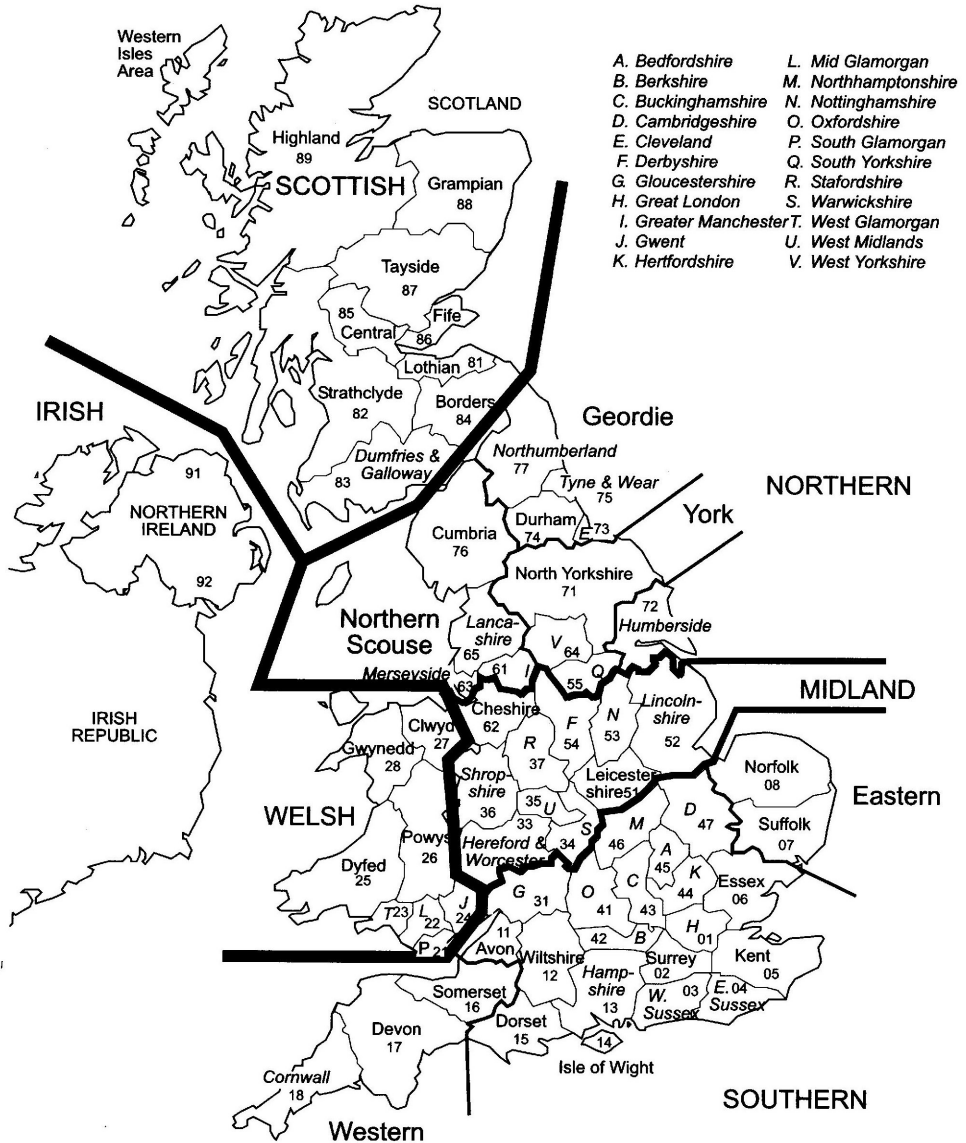 Western
Isles
Area
SCOTLAND
Highland
89
SCOTTISH
Grampian
88
Tayside
87
85
Central
Fife
86
Lothian 81
Strathclyde
82
Borders
84
Dumfries &
Galloway
83
A. Bedfordshire
B. Berkshire
C. Buckinghamshire
D. Cambridgeshire
E. Cleveland
F. Derbyshire
G. Gloucestershire
H. Great London
I. Greater Manchester
J. Gwent
K. Hertfordshire
L. Mid Glamorgan
M. Northhamptonshire
N. Nottinghamshire
O. Oxfordshire
P. South Glamorgan
Q. South Yorkshire
R. Stafordshire
S. Warwickshire
T. West Glamorgan
U. West Midlands
V. West Yorkshire
IRISH
91
NORTHERN
IRELAND
92
IRISH
REPUBLIC
Geordie
Northumberland
77
Tyne & Wear
75
Durham
74
E 73
NORTHERN
York
Cumbria
76
North Yorkshire
71
72
Humberside
Northern
Scouse
Lanca-
shire
65
V
64
Merseyside
63
61
I
55
Q
MIDLAND
Cheshire
62
F
54
N
53
Lincoln-
shire
52
R
37
Leicester
shire51
Shrop-
shire
36
35
U
33
Hereford &
Worcester
S
34
Clwyd
27
Gwynedd
28
WELSH
Powys
26
Dyfed
25
T23
L
22
J
24
P 21
Norfolk
08
Eastern
Suffolk
07
D
47
M
46
A
45
K
44
Essex
06
G
31
O
41
C
43
H
01
11
Avon
42
B
Wiltshire
12
Surrey
02
Kent
05
Hamp-
shire
13
W. 03
Sussex
E. 04
Sussex
Somerset
16
Dorset
15
14
Isle of Wight
Devon
17
Cornwall
18
Western
SOUTHERN